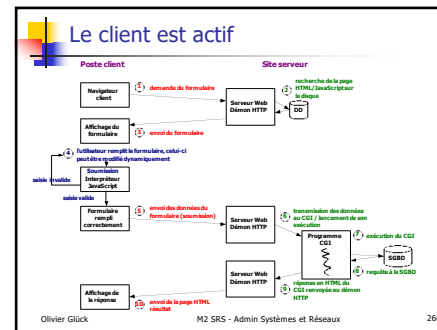 Le client est actif
Poste client
Site serveur
Navigateur
client
1 demande du formulaire
Serveur Web
Démon HTTP
2 recherche de la page
HTML/JavaScript sur
le disque
DD
Affichage du
formulaire
3 envoi du formulaire
4 l'utilisateur remplit le formulaire, celui-ci
peut être modifié dynamiquement
Soumission
Interpréteur
JavaScript
saisie invalide
saisie valide
Formulaire
rempli
correctement
5 envoi des données du
formulaire (soumission)
Serveur Web
Démon HTTP
6 transmission des données
au CGI / lancement de son
exécution
Programme
CGI
7 exécution du CGI
SGBD
8 requête à la SGBD
Serveur Web
Démon HTTP
9 réponse en HTML du
CGI renvoyée au démon
HTTP
Affichage de
la réponse
10 envoi de la page HTML
résultat
Olivier Glück
M2 SRS - Admin Systèmes et Réseaux
260